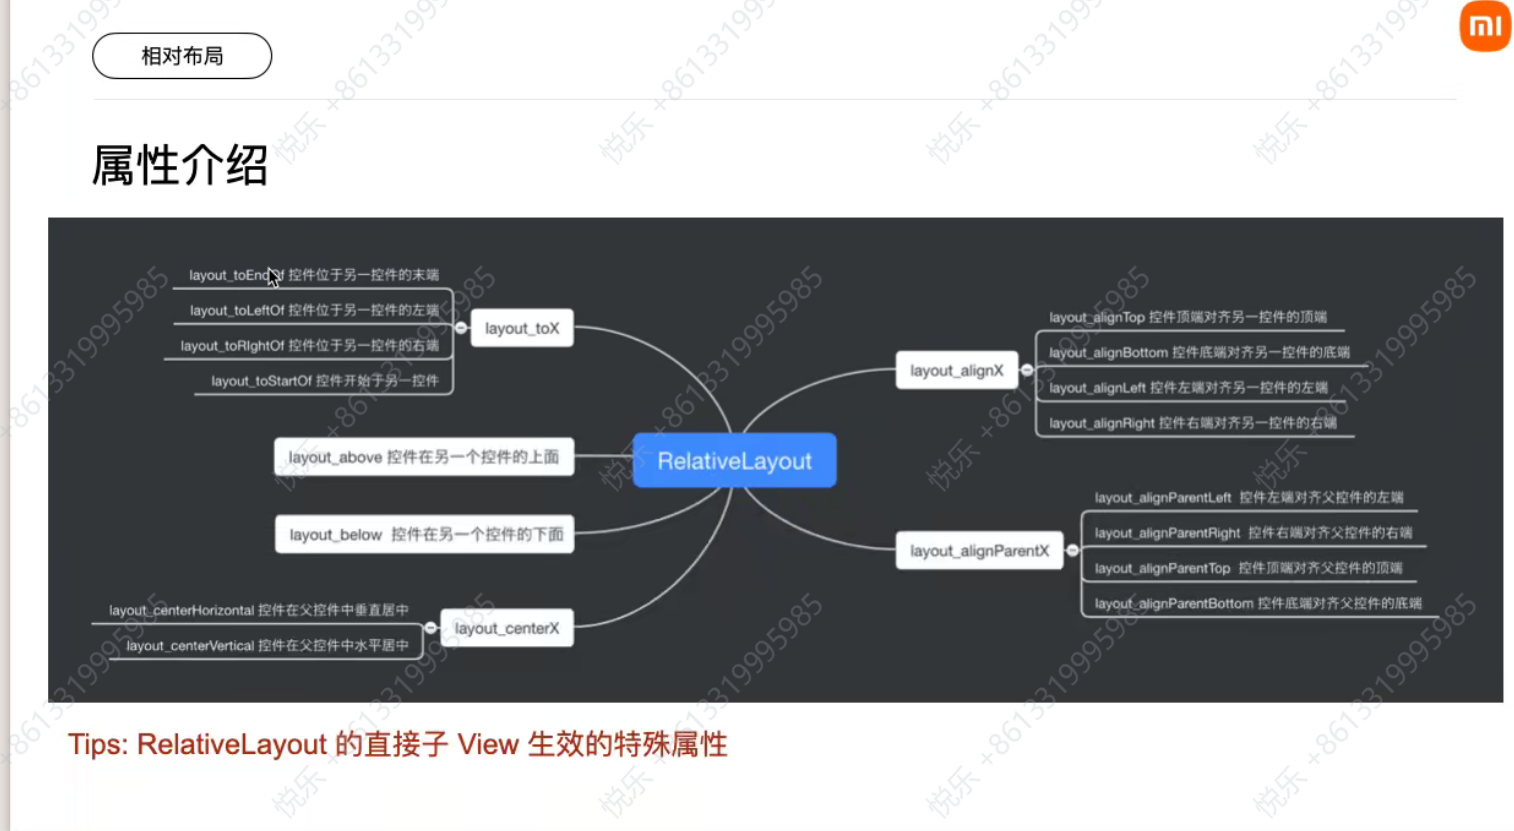 相对布局
mi
属性介绍
layout_toEndOf 控件位于另一控件的末端
layout_toLeftOf 控件位于另一控件的左端
layout_toRIghtOf 控件位于另一控件的右端
layout_toStartOf 控件开始于另一控件
layout_toX
layout_above 控件在另一个控件的上面
layout_below 控件在另一个控件的下面
layout_centerHorizontal 控件在父控件中垂直居中
layout_centerVertical 控件在父控件中水平居中
layout_centerX
RelativeLayout
layout_alignX
layout_alignTop 控件顶端对齐另一控件的顶端
layout_alignBottom 控件底端对齐另一控件的底端
layout_alignLeft 控件左端对齐另一控件的左端
layout_alignRight 控件右端对齐另一控件的右端
layout_alignParentX
layout_alignParentLeft 控件左端对齐父控件的左端
layout_alignParentRight 控件右端对齐父控件的右端
layout_alignParentTop 控件顶端对齐父控件的顶端
layout_alignParentBottom 控件底端对齐父控件的底端
Tips: RelativeLayout 的直接子 View 生效的特殊属性
悦乐 +8613319995985